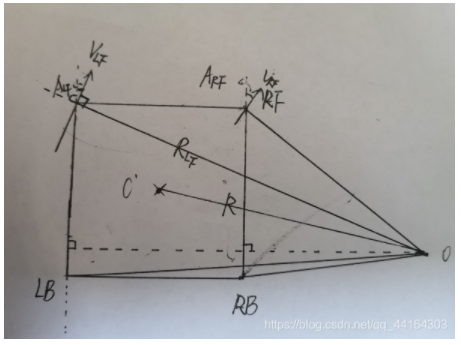 V_LF
A_LF
A_RF
V_RF
RF
R_LF
C
R
O
LB
RB
https://blog.csdn.net/qq_44164303